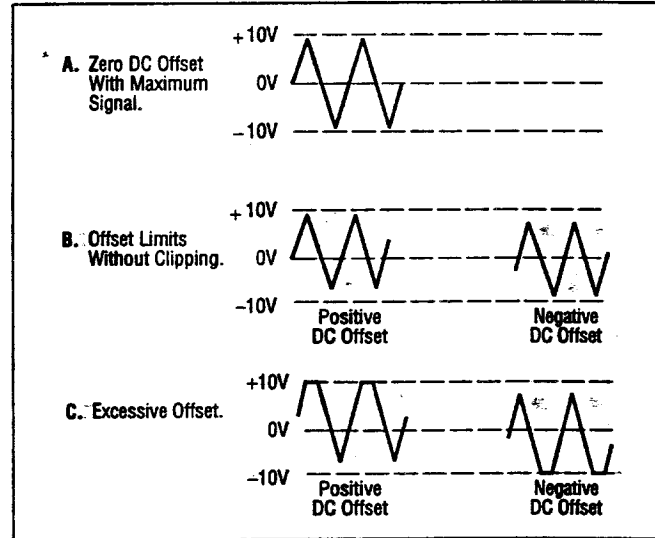 +10V
A. Zero DC Offset
With Maximum
Signal.
0V
−10V
+10V
B. Offset Limits
Without Clipping.
0V
−10V
Positive
DC Offset
Negative
DC Offset
+10V
C. Excessive Offset.
0V
−10V
Positive
DC Offset
Negative
DC Offset